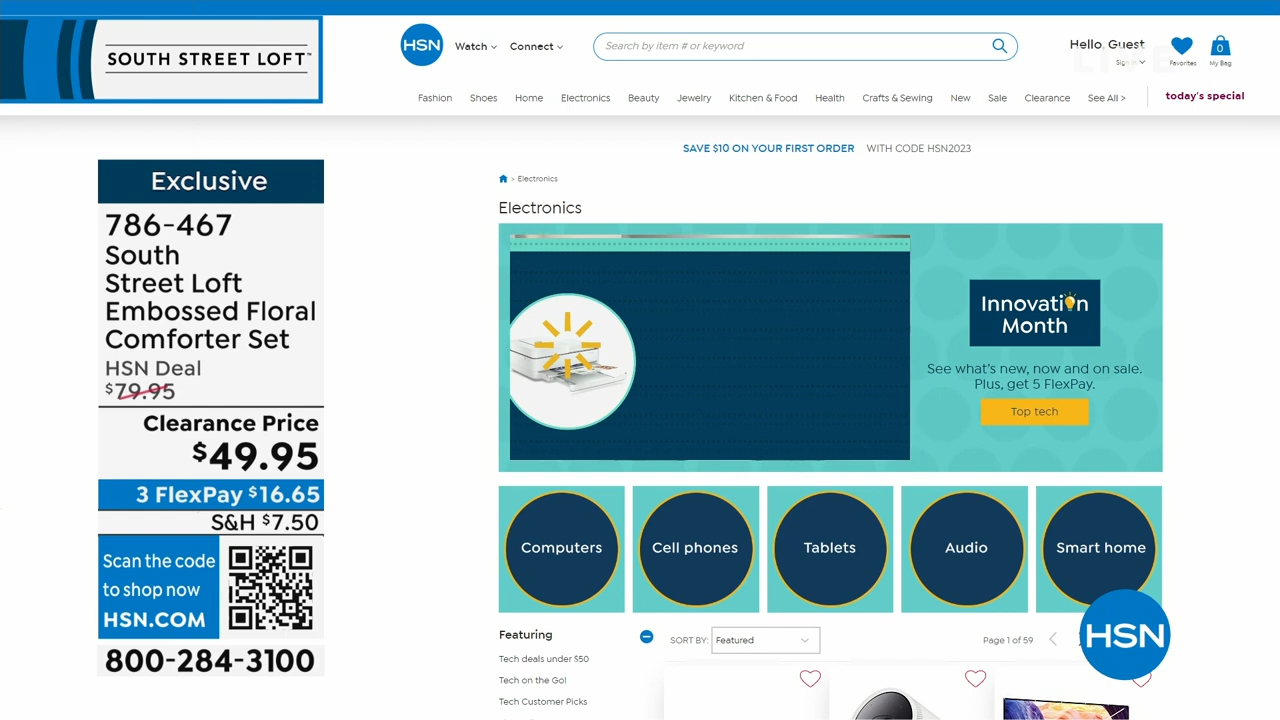 SOUTH STREET LOFT™
HSN
Watch
Connect
Search by item # or keyword
Hello, Guest
Sign In
Favorites
0
My Bag
Fashion
Shoes
Home
Electronics
Beauty
Jewelry
Kitchen & Food
Health
Crafts & Sewing
New
Sale
Clearance
See All >
today's special
SAVE $10 ON YOUR FIRST ORDER WITH CODE HSN2023
> Electronics
Electronics
Exclusive
786-467
South
Street Loft
Embossed Floral
Comforter Set
HSN Deal
$79.95
Clearance Price
$49.95
3 FlexPay $16.65
S&H $7.50
Scan the code
to shop now
HSN.COM
800-284-3100
Innovation
Month
See what's new, now and on sale.
Plus, get 5 FlexPay.
Top tech
Computers
Cell phones
Tablets
Audio
Smart home
Featuring
Tech deals under $50
Tech on the Go!
Tech Customer Picks
SORT BY: Featured
Page 1 of 59
HSN